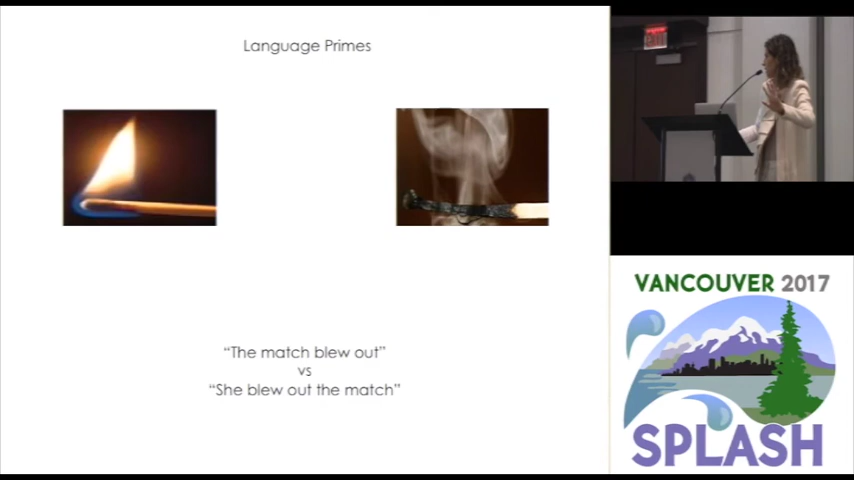 Language Primes
“The match blew out”
vs
“She blew out the match”
EXIT
VANCOUVER 2017
SPLASH